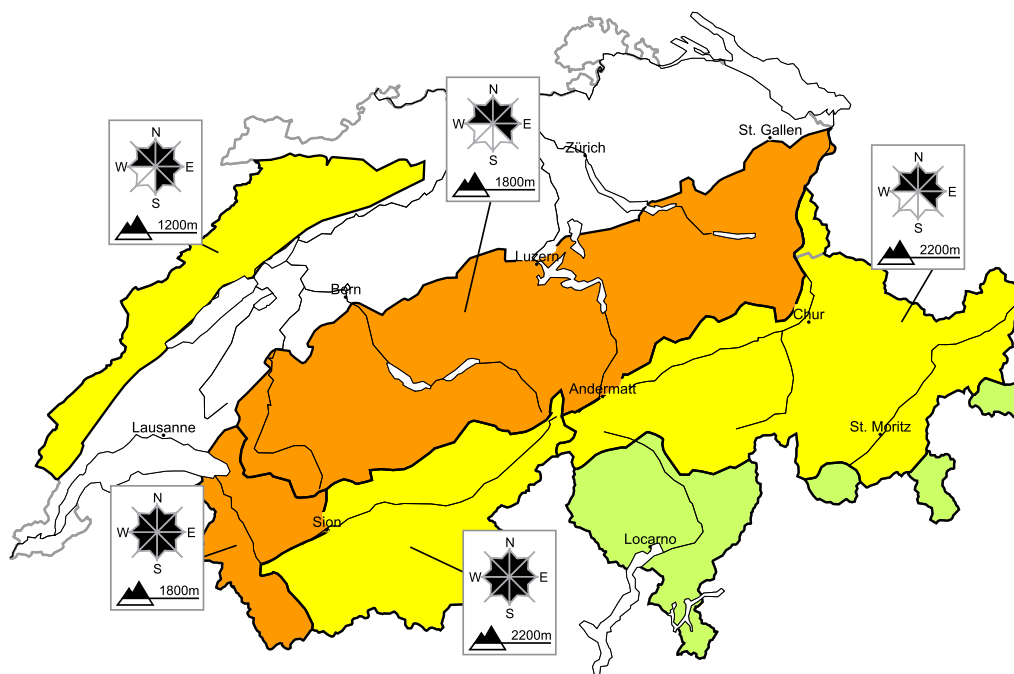 N
W E
S
1800m
N
W E
S
1200m
St. Gallen
Zürich
N
W E
S
2200m
Luzern
Bern
Chur
Andermatt
Lausanne
St. Moritz
N
W E
S
1800m
Sion
Locarno
N
W E
S
2200m